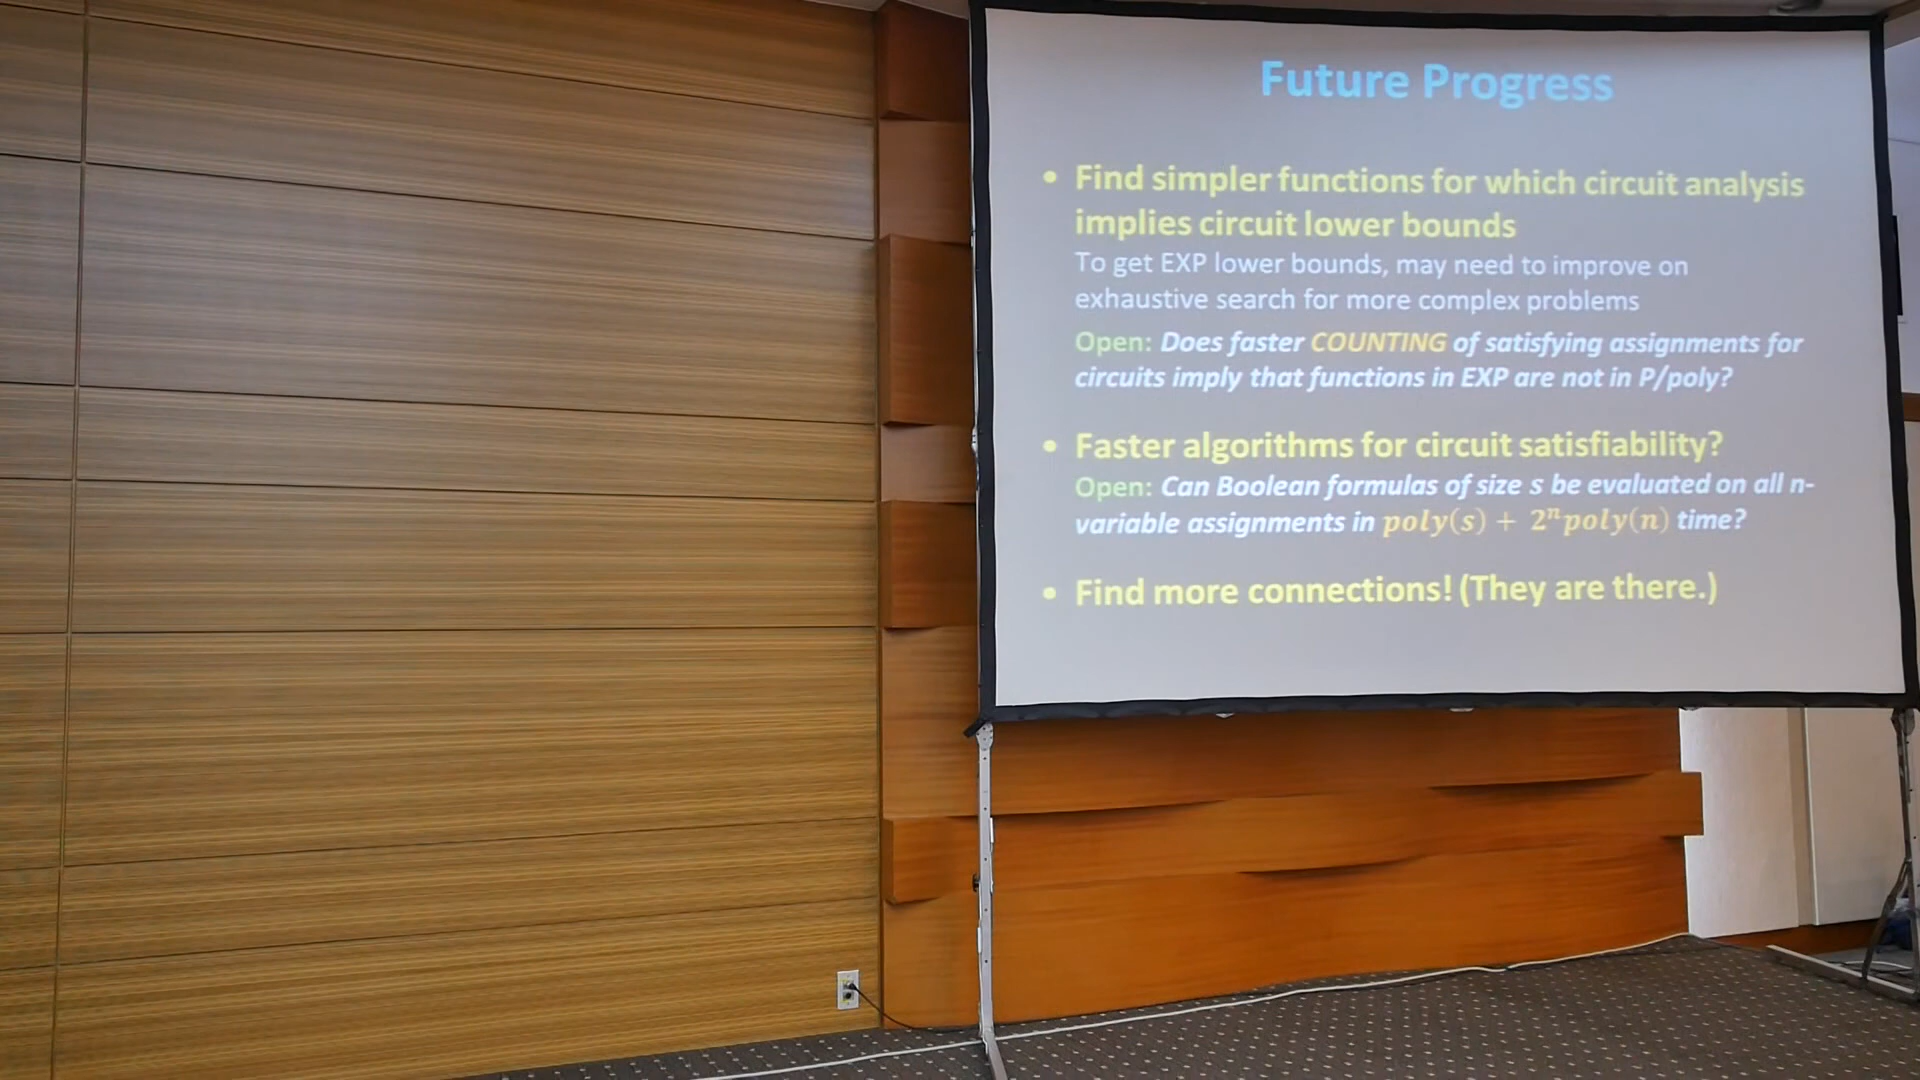 Future Progress
• Find simpler functions for which circuit analysis
implies circuit lower bounds
To get EXP lower bounds, may need to improve on
exhaustive search for more complex problems
Open: Does faster COUNTING of satisfying assignments for
circuits imply that functions in EXP are not in P/poly?
• Faster algorithms for circuit satisfiability?
Open: Can Boolean formulas of size s be evaluated on all n-
variable assignments in poly(s) + 2ⁿpoly(n) time?
• Find more connections! (They are there.)